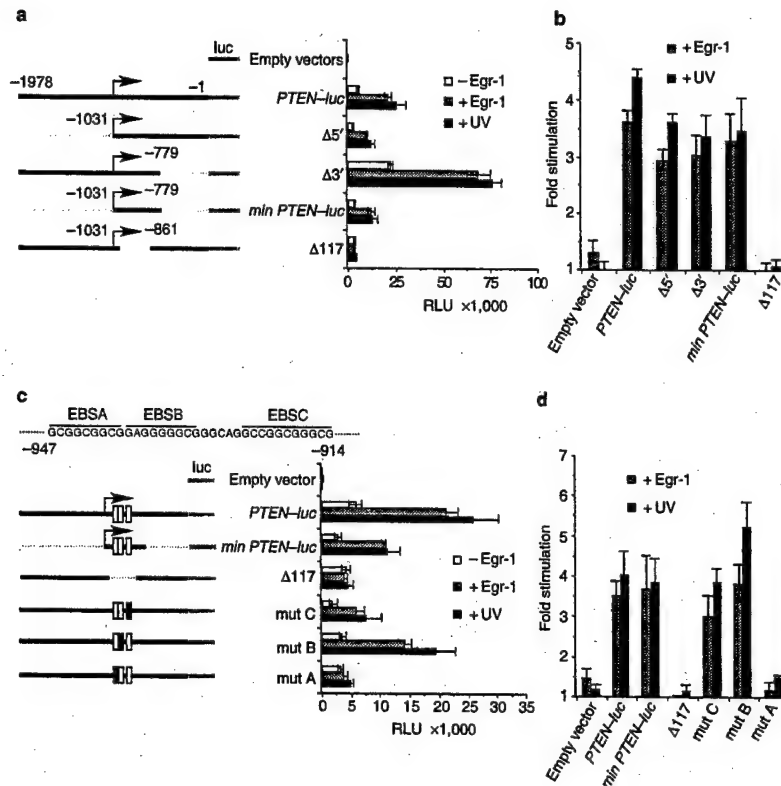 a
luc
Empty vectors
−1978
−1
PTEN–luc
−1031
Δ5′
−779
Δ3′
−1031
−779
min PTEN–luc
−1031
−861
Δ117
− Egr-1
+ Egr-1
+ UV
0
25
50
75
100
RLU ×1,000
b
+ Egr-1
+ UV
5
4
3
2
1
Fold stimulation
Empty vector
PTEN–luc
Δ5′
Δ3′
min PTEN–luc
Δ117
c
EBSA
EBSB
EBSC
GCGGCGGCGGAGGGGGCGGGCAGGCCGGCGGGCG
−947
−914
luc
Empty vector
PTEN–luc
min PTEN–luc
Δ117
mut C
mut B
mut A
− Egr-1
+ Egr-1
+ UV
0
5
10
15
20
25
30
35
RLU ×1,000
d
+ Egr-1
+ UV
7
6
5
4
3
2
1
Fold stimulation
Empty vector
PTEN–luc
min PTEN–luc
Δ117
mut C
mut B
mut A